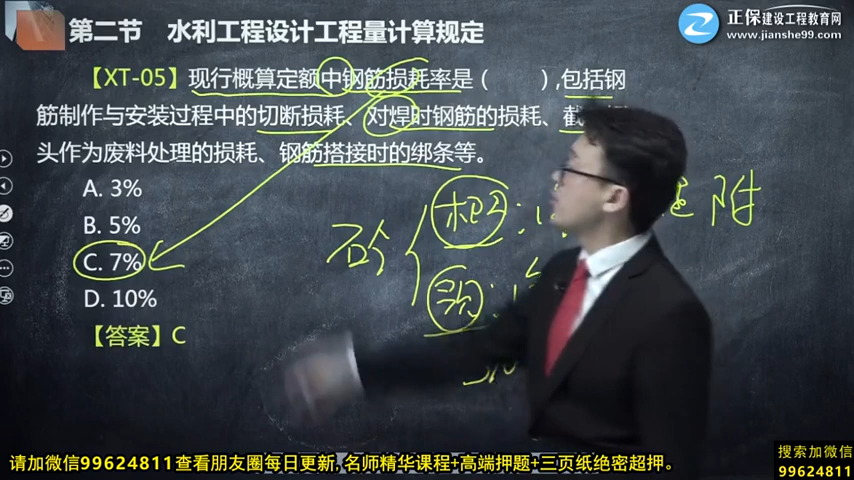 第二节 水利工程设计工程量计算规定
正保建设工程教育网
www.jianshe99.com
【XT-05】现行概算定额中钢筋损耗率是（ ）,包括钢
筋制作与安装过程中的切断损耗、对焊时钢筋的损耗、截
头作为废料处理的损耗、钢筋搭接时的绑条等。
A. 3%
B. 5%
C. 7%
D. 10%
【答案】C
砼
概:
预:
附
请加微信99624811查看朋友圈每日更新,名师精华课程+高端押题+三页纸绝密超押。
搜索加微信
99624811